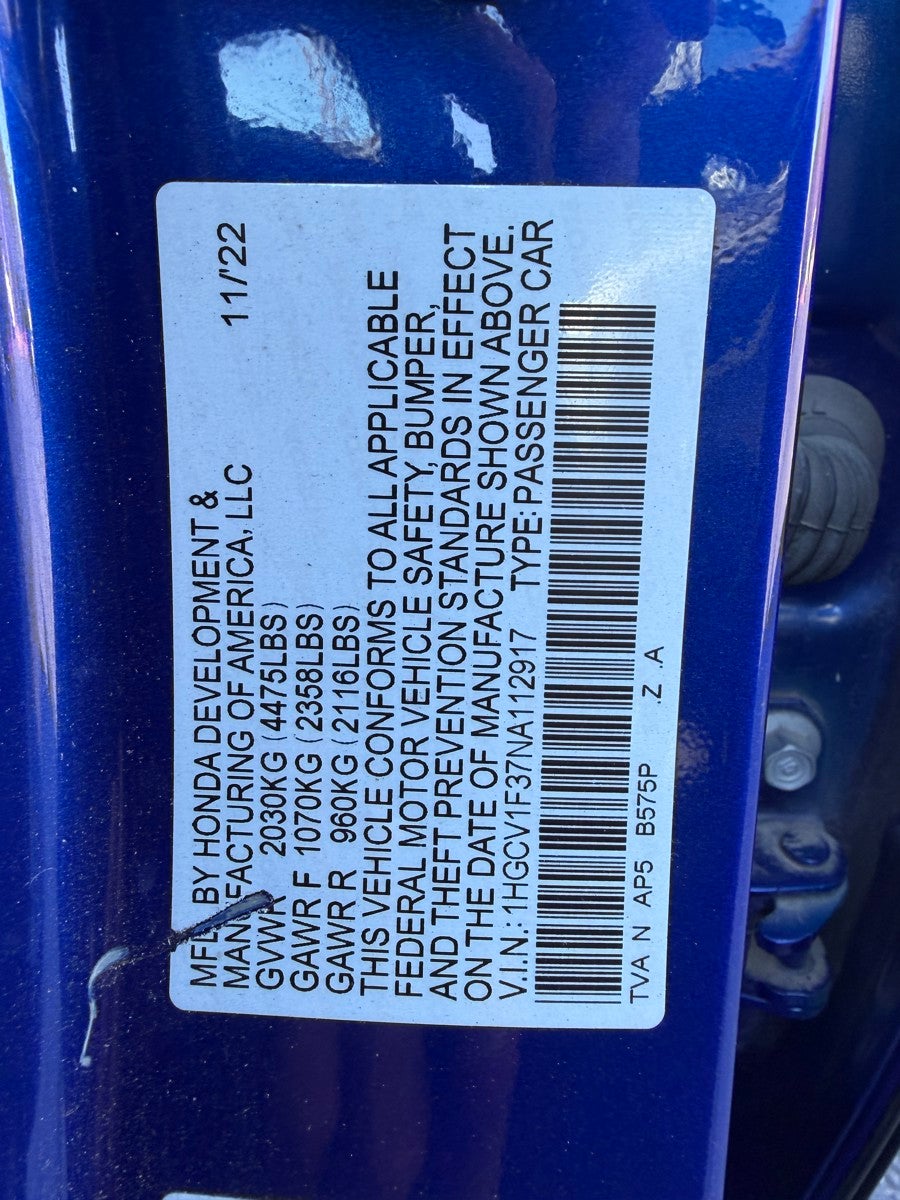 MFD. BY HONDA DEVELOPMENT &
MANUFACTURING OF AMERICA, LLC 11/'22
GVWR 2030KG (4475LBS)
GAWR F 1070KG (2358LBS)
GAWR R 960KG (2116LBS)
THIS VEHICLE CONFORMS TO ALL APPLICABLE
FEDERAL MOTOR VEHICLE SAFETY, BUMPER,
AND THEFT PREVENTION STANDARDS IN EFFECT
ON THE DATE OF MANUFACTURE SHOWN ABOVE.
V.I.N.: 1HGCV1F37NA112917 TYPE: PASSENGER CAR
TVA N AP5 B575P .Z .A